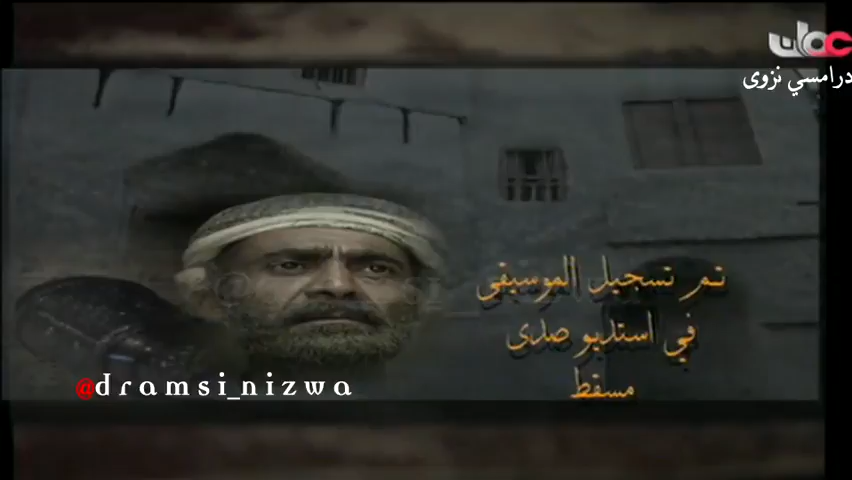 درامسي نزوى
تم تسجيل الموسيقى
في استديو صدى
مسقط
@dramsi_nizwa